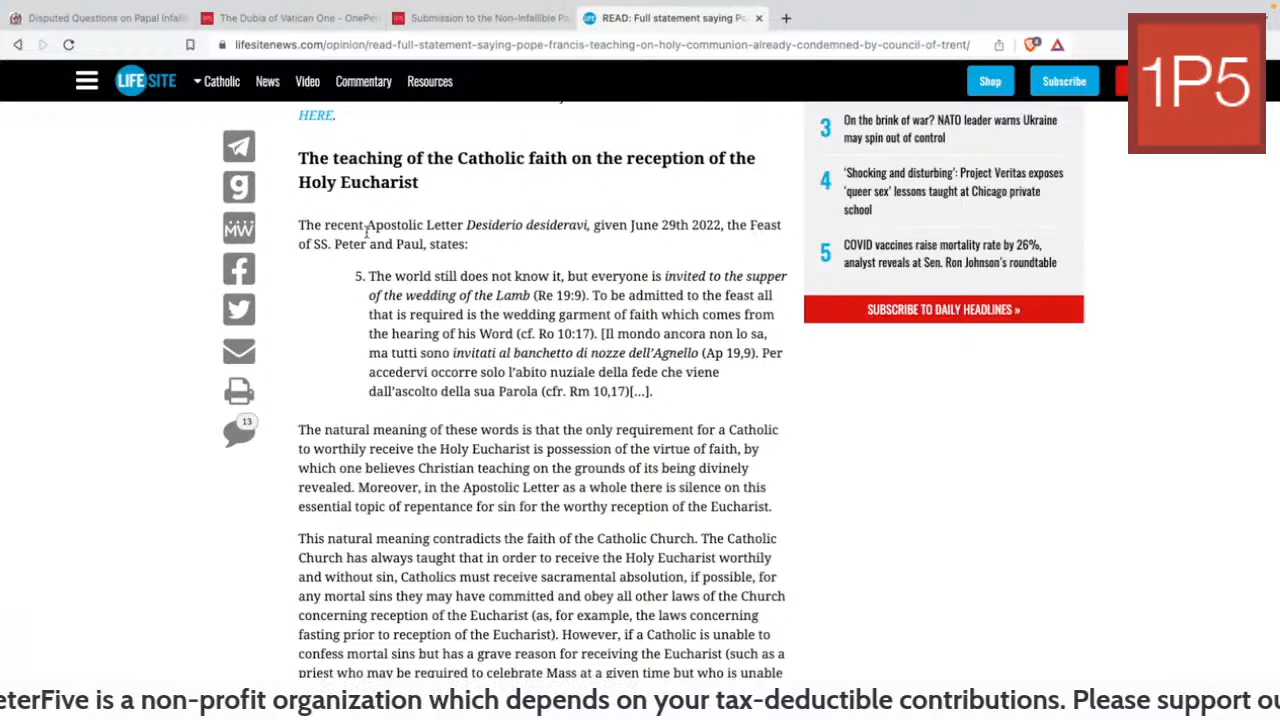 Disputed Questions on Papal Infalli
The Dubia of Vatican One - OnePe
Submission to the Non-Infallible Pa
READ: Full statement saying Po
lifesitenews.com/opinion/read-full-statement-saying-pope-francis-teaching-on-holy-communion-already-condemned-by-council-of-trent/
1P5
LIFESITE
Catholic
News
Video
Commentary
Resources
Shop
Subscribe
HERE.
The teaching of the Catholic faith on the reception of the
Holy Eucharist
The recent Apostolic Letter Desiderio desideravi, given June 29th 2022, the Feast
of SS. Peter and Paul, states:
5. The world still does not know it, but everyone is invited to the supper
of the wedding of the Lamb (Re 19:9). To be admitted to the feast all
that is required is the wedding garment of faith which comes from
the hearing of his Word (cf. Ro 10:17). [Il mondo ancora non lo sa,
ma tutti sono invitati al banchetto di nozze dell’Agnello (Ap 19,9). Per
accedervi occorre solo l’abito nuziale della fede che viene
dall’ascolto della sua Parola (cfr. Rm 10,17)[…].
The natural meaning of these words is that the only requirement for a Catholic
to worthily receive the Holy Eucharist is possession of the virtue of faith, by
which one believes Christian teaching on the grounds of its being divinely
revealed. Moreover, in the Apostolic Letter as a whole there is silence on this
essential topic of repentance for sin for the worthy reception of the Eucharist.
This natural meaning contradicts the faith of the Catholic Church. The Catholic
Church has always taught that in order to receive the Holy Eucharist worthily
and without sin, Catholics must receive sacramental absolution, if possible, for
any mortal sins they may have committed and obey all other laws of the Church
concerning reception of the Eucharist (as, for example, the laws concerning
fasting prior to reception of the Eucharist). However, if a Catholic is unable to
confess mortal sins but has a grave reason for receiving the Eucharist (such as a
priest who may be required to celebrate Mass at a given time but who is unable
MW
13
3 On the brink of war? NATO leader warns Ukraine
may spin out of control
4 ‘Shocking and disturbing’: Project Veritas exposes
‘queer sex’ lessons taught at Chicago private
school
5 COVID vaccines raise mortality rate by 26%,
analyst reveals at Sen. Ron Johnson’s roundtable
SUBSCRIBE TO DAILY HEADLINES »
eterFive is a non-profit organization which depends on your tax-deductible contributions. Please support ou